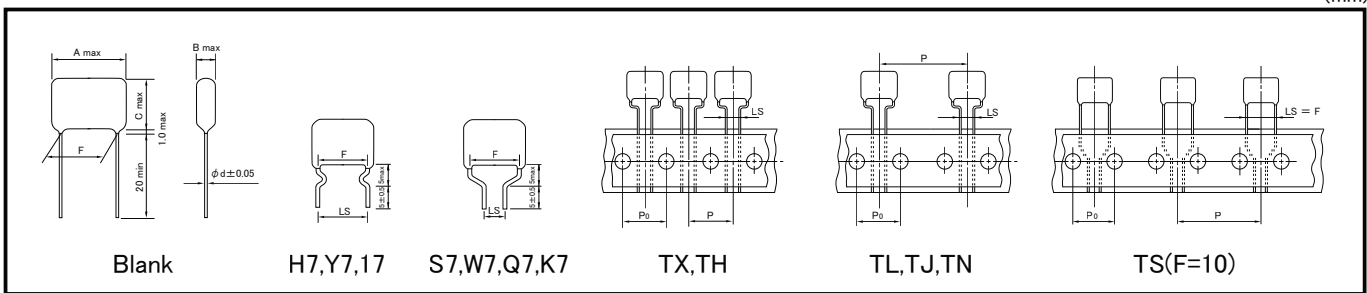 (mm)
A max
B max
C max
1.0 max
F
20 min
φd±0.05
Blank
F
5max
5±0.5
LS
H7,Y7,17
F
5max
5±0.5
LS
S7,W7,Q7,K7
LS
P0
P
TX,TH
P
LS
P0
TL,TJ,TN
LS = F
P0
P
TS(F=10)